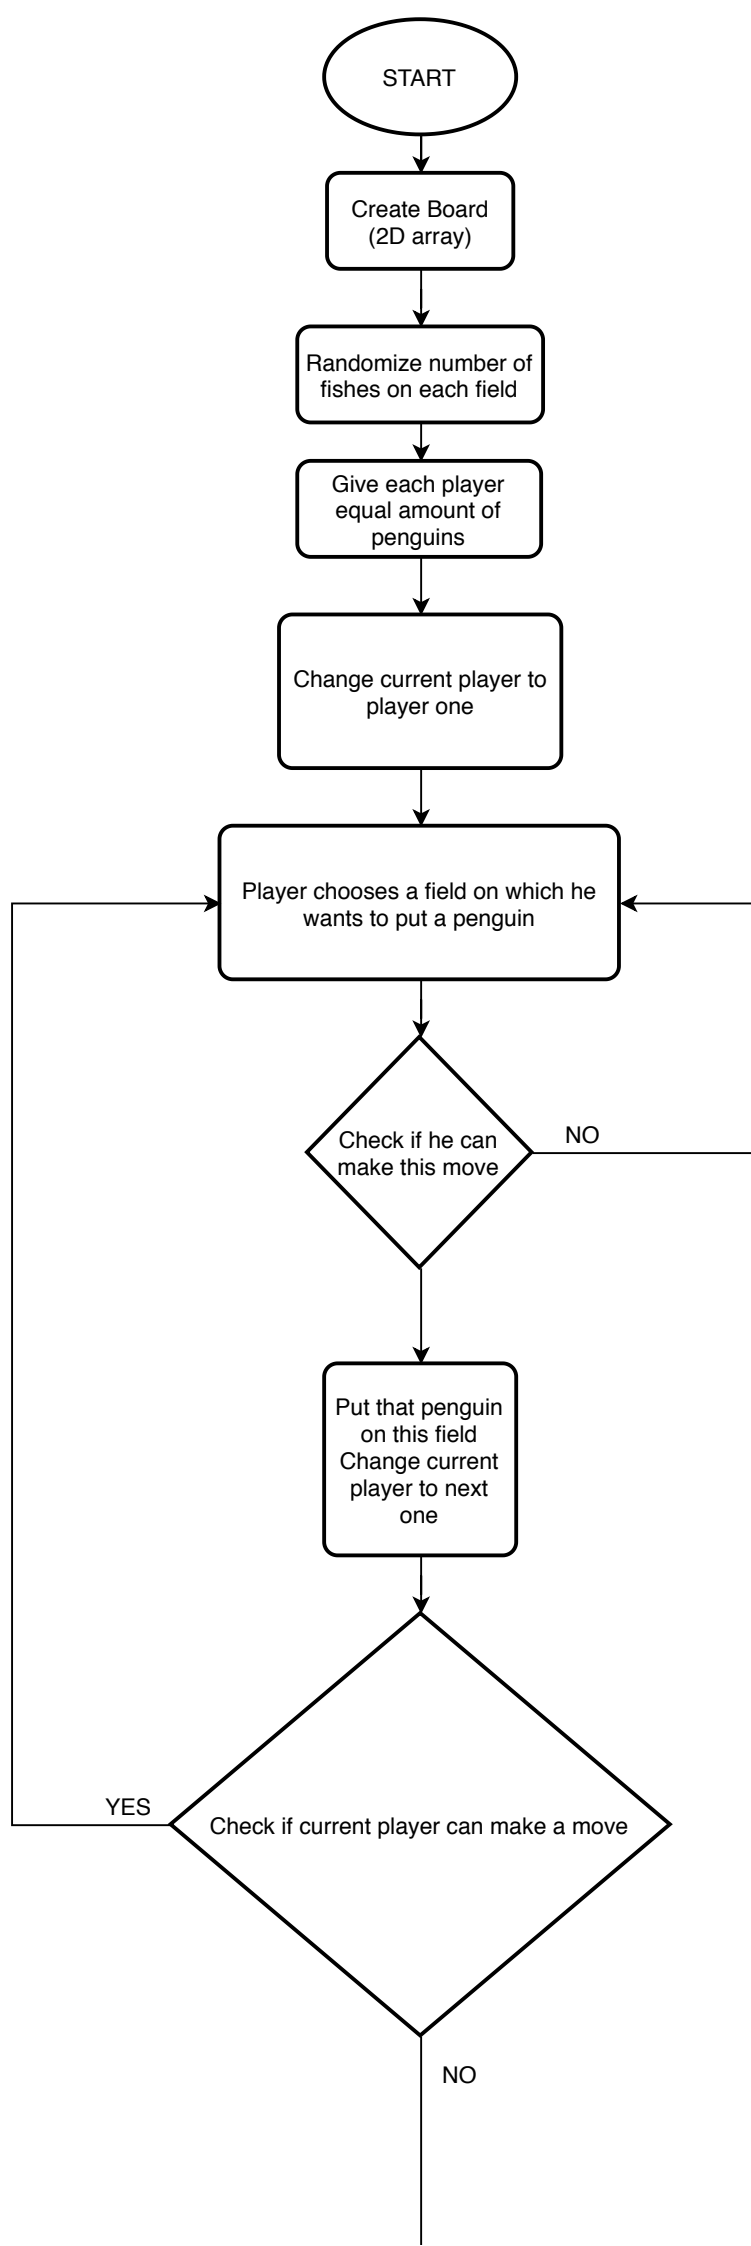 START
Create Board
(2D array)
Randomize number of
fishes on each field
Give each player
equal amount of
penguins
Change current player to
player one
Player chooses a field on which he
wants to put a penguin
Check if he can
make this move
NO
Put that penguin
on this field
Change current
player to next
one
YES
Check if current player can make a move
NO